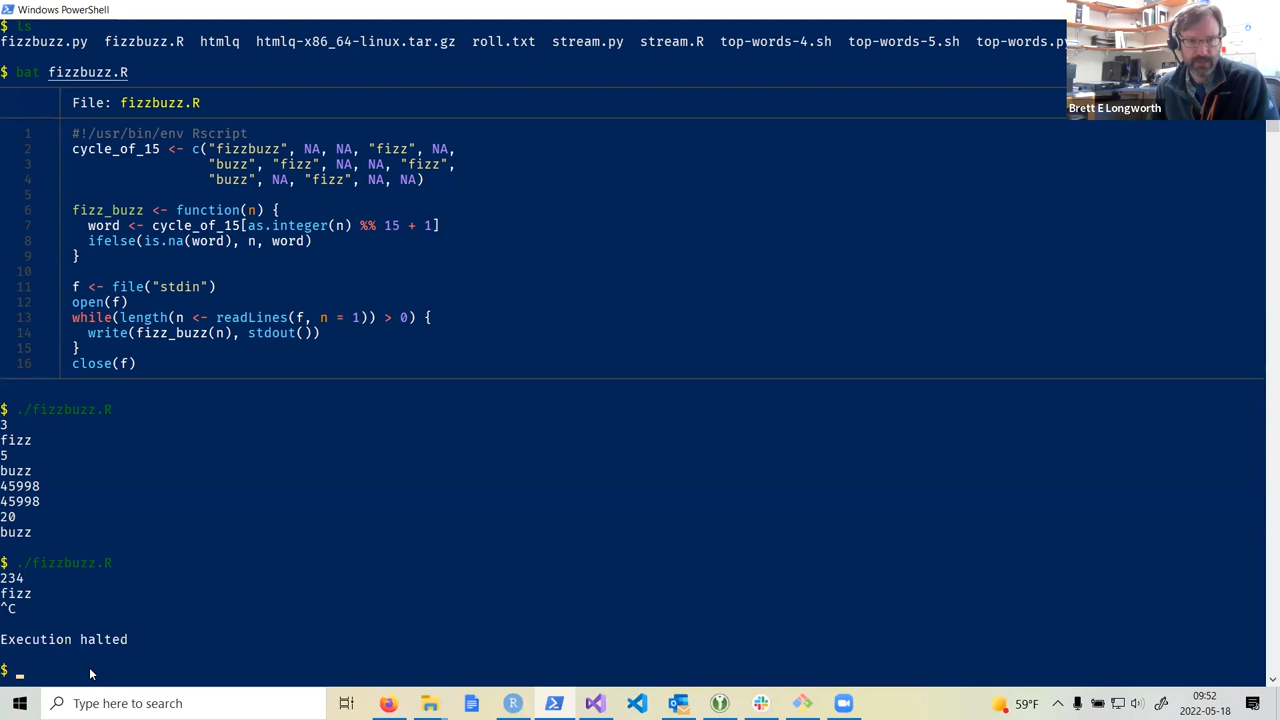 Windows PowerShell
$ ls
fizzbuzz.py fizzbuzz.R htmlq htmlq-x86_64-linux.tar.gz roll.txt stream.py stream.R top-words-4.sh top-words-5.sh top-words.py
$ bat fizzbuzz.R
File: fizzbuzz.R
1 #!/usr/bin/env Rscript
2 cycle_of_15 <- c("fizzbuzz", NA, NA, "fizz", NA,
3 "buzz", "fizz", NA, NA, "fizz",
4 "buzz", NA, "fizz", NA, NA)
5
6 fizz_buzz <- function(n) {
7 word <- cycle_of_15[as.integer(n) %% 15 + 1]
8 ifelse(is.na(word), n, word)
9 }
10
11 f <- file("stdin")
12 open(f)
13 while(length(n <- readLines(f, n = 1)) > 0) {
14 write(fizz_buzz(n), stdout())
15 }
16 close(f)
$ ./fizzbuzz.R
3
fizz
5
buzz
45998
45998
20
buzz
$ ./fizzbuzz.R
234
fizz
^C
Execution halted
$
Brett E Longworth
Type here to search
59°F
09:52
2022-05-18